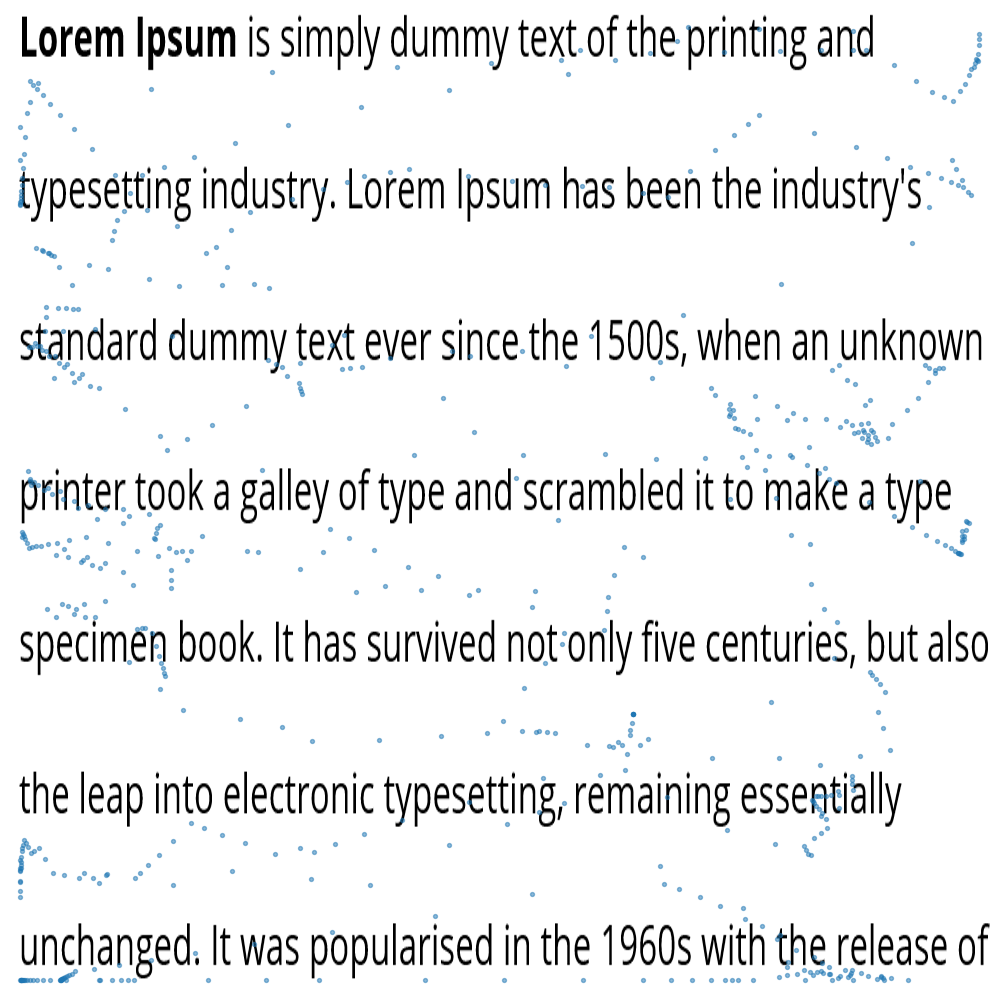 Lorem Ipsum is simply dummy text of the printing and
typesetting industry. Lorem Ipsum has been the industry's
standard dummy text ever since the 1500s, when an unknown
printer took a galley of type and scrambled it to make a type
specimen book. It has survived not only five centuries, but also
the leap into electronic typesetting, remaining essentially
unchanged. It was popularised in the 1960s with the release of